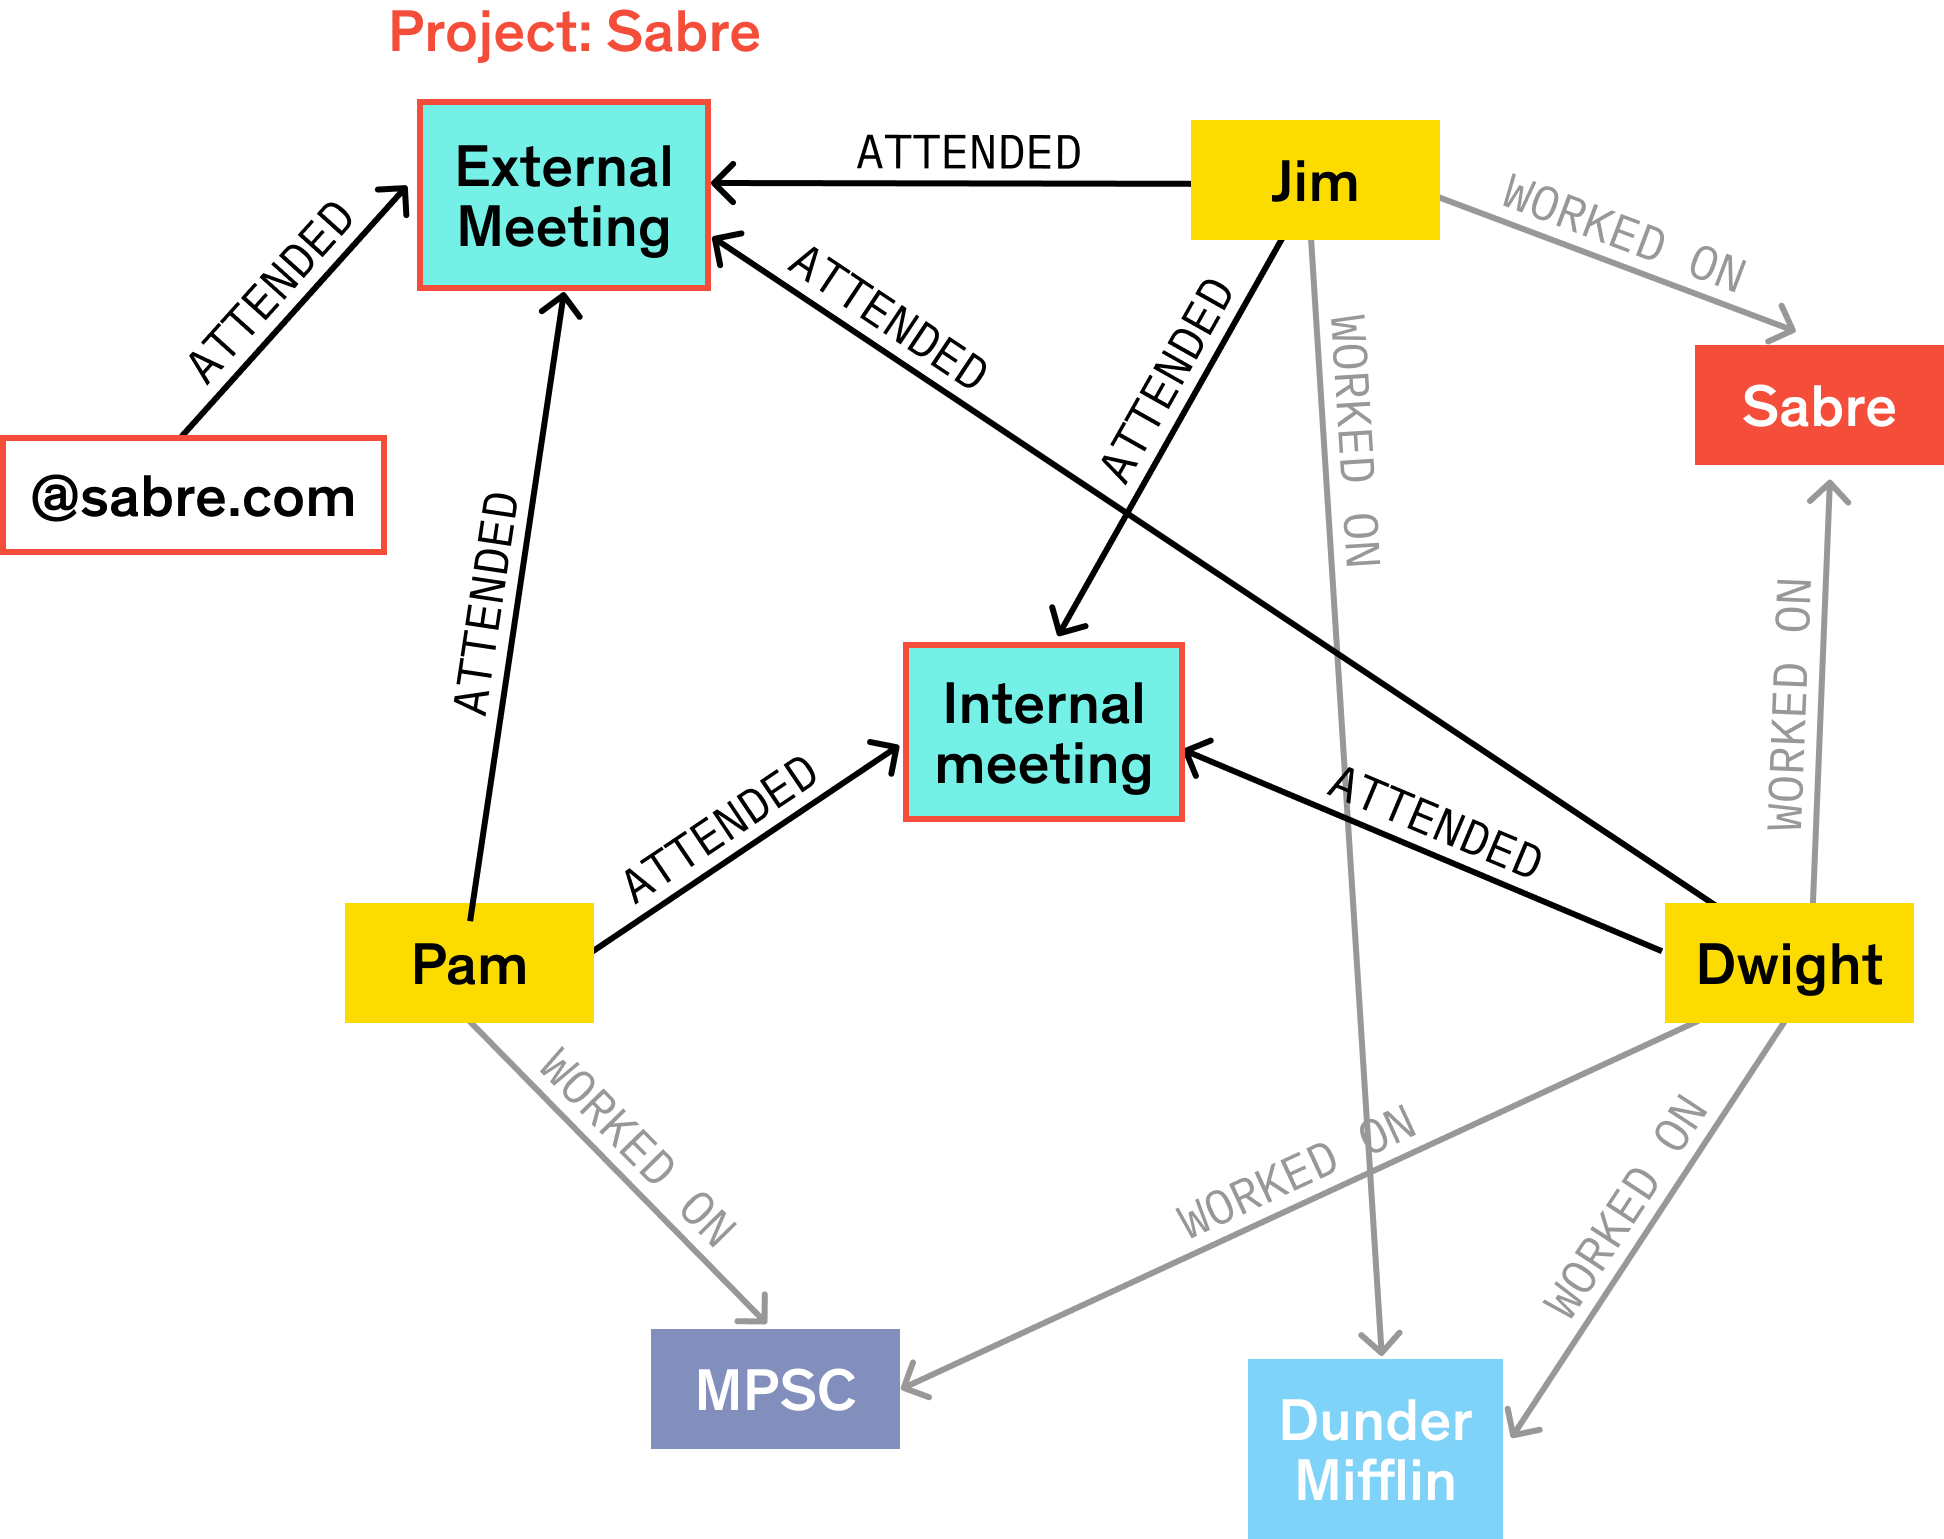 Project: Sabre
External
Meeting
ATTENDED
Jim
WORKED ON
ATTENDED
ATTENDED
ATTENDED
WORKED ON
Sabre
@sabre.com
ATTENDED
WORKED ON
Internal
meeting
ATTENDED
ATTENDED
Pam
Dwight
WORKED ON
WORKED ON
WORKED ON
MPSC
Dunder
Mifflin